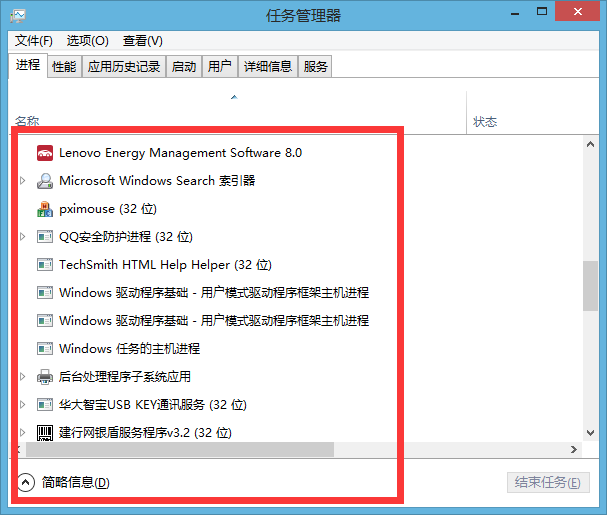 任务管理器
文件(F) 选项(O) 查看(V)
进程 性能 应用历史记录 启动 用户 详细信息 服务
名称 状态
Lenovo Energy Management Software 8.0
Microsoft Windows Search 索引器
pximouse (32 位)
QQ安全防护进程 (32 位)
TechSmith HTML Help Helper (32 位)
Windows 驱动程序基础 - 用户模式驱动程序框架主机进程
Windows 驱动程序基础 - 用户模式驱动程序框架主机进程
Windows 任务的主机进程
后台处理程序子系统应用
华大智宝USB KEY通讯服务 (32 位)
建行网银盾服务程序v3.2 (32 位)
简略信息(D) 结束任务(E)